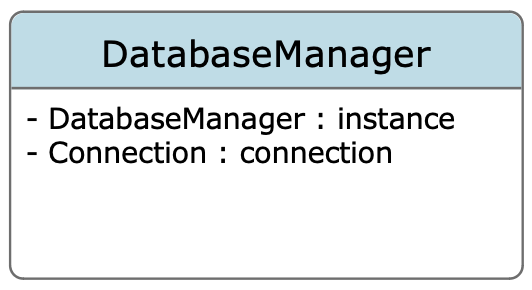 DatabaseManager
- DatabaseManager : instance
- Connection : connection